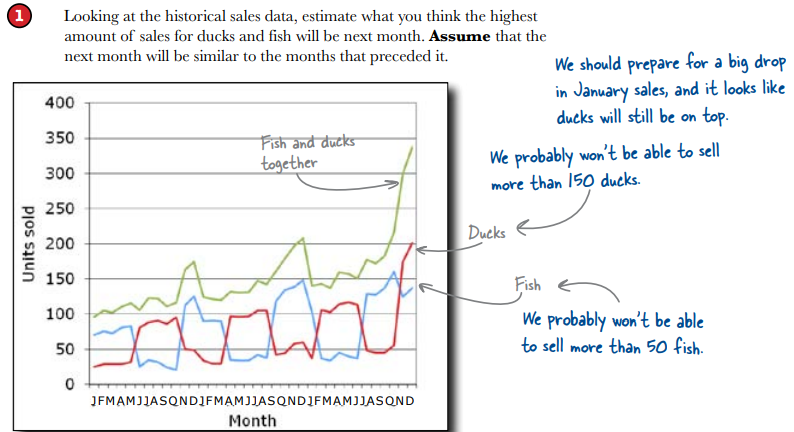 1
Looking at the historical sales data, estimate what you think the highest
amount of sales for ducks and fish will be next month. Assume that the
next month will be similar to the months that preceded it.
We should prepare for a big drop
in January sales, and it looks like
ducks will still be on top.
We probably won't be able to sell
more than 150 ducks.
Ducks
Fish
We probably won't be able
to sell more than 50 fish.
Fish and ducks
together
400
350
300
250
200
150
100
50
0
Units sold
JFMAMJJASONDJFMAMJJASONDJFMAMJJASOND
Month